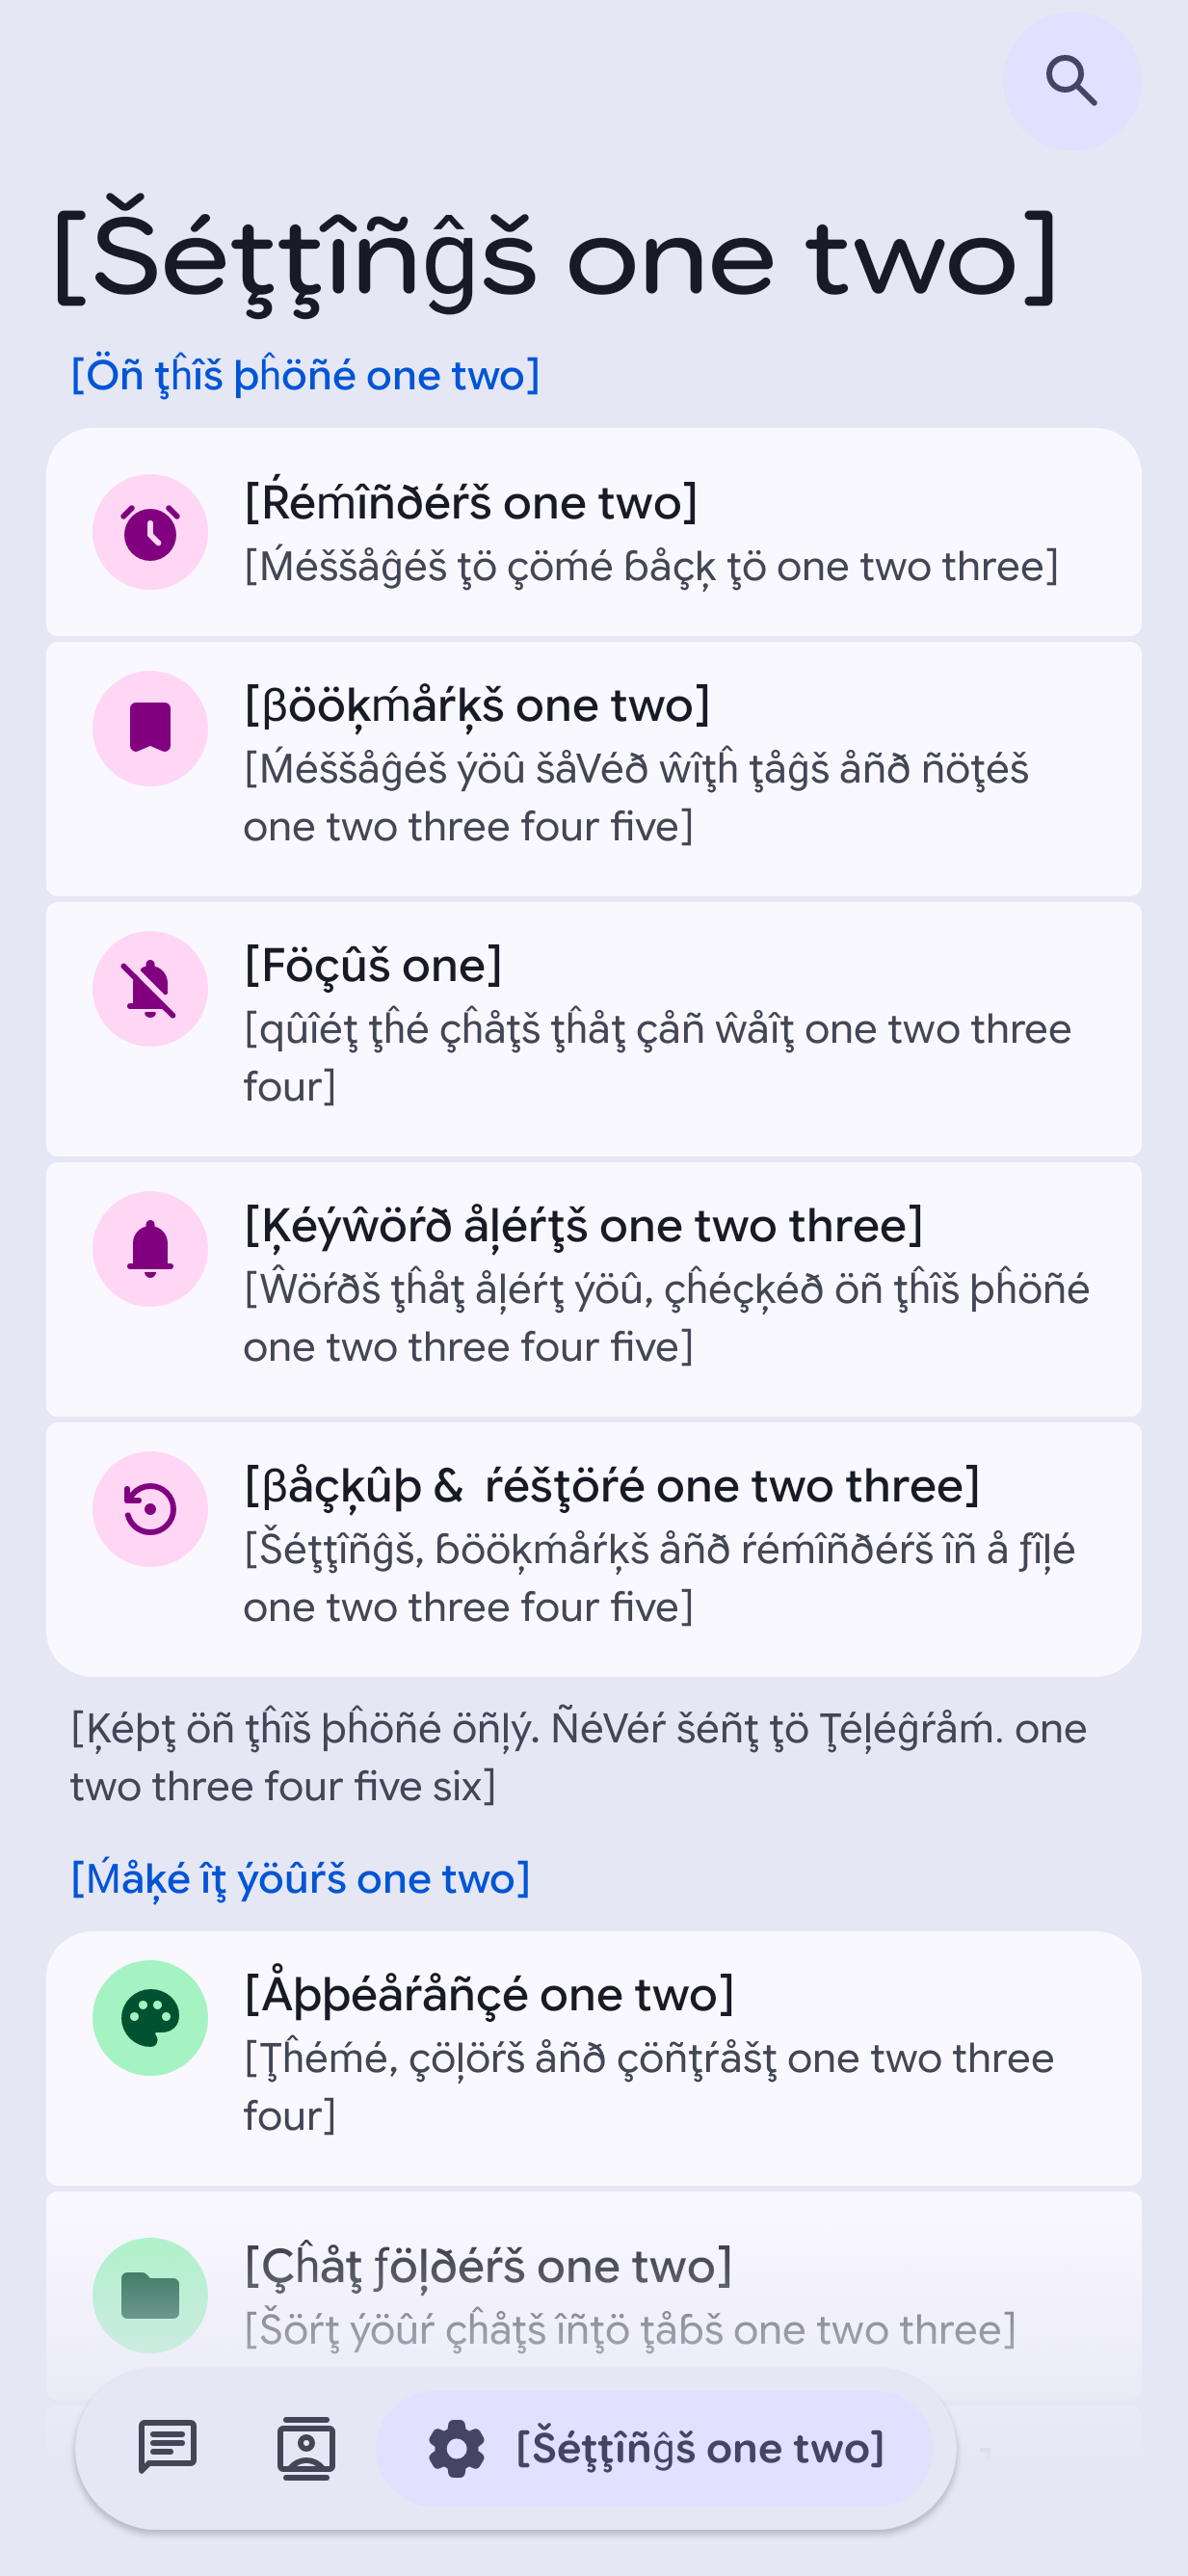 [Šéţţîñĝš one two]
[Öñ ţĥîš þĥöñé one two]
[Ŕéḿîñðéŕš one two]
[Ḿéššåĝéš ţö çöḿé ɓåçķ ţö one two three]
[βööķḿåŕķš one two]
[Ḿéššåĝéš ýöû šåVéð ŵîţĥ ţåĝš åñð ñöţéš
one two three four five]
[Föçûš one]
[qûîéţ ţĥé çĥåţš ţĥåţ çåñ ŵåîţ one two three
four]
[Ķéýŵöŕð åļéŕţš one two three]
[Ŵöŕðš ţĥåţ åļéŕţ ýöû, çĥéçķéð öñ ţĥîš þĥöñé
one two three four five]
[βåçķûþ &  ŕéšţöŕé one two three]
[Šéţţîñĝš, ɓööķḿåŕķš åñð ŕéḿîñðéŕš îñ å ƒîļé
one two three four five]
[Ķéþţ öñ ţĥîš þĥöñé öñļý. ÑéVéŕ šéñţ ţö Ţéļéĝŕåḿ. one
two three four five six]
[Ḿåķé îţ ýöûŕš one two]
[Åþþéåŕåñçé one two]
[Ţĥéḿé, çöļöŕš åñð çöñţŕåšţ one two three
four]
[Çĥåţ ƒöļðéŕš one two]
[Šöŕţ ýöûŕ çĥåţš îñţö ţåɓš one two three]
[Šéţţîñĝš one two]